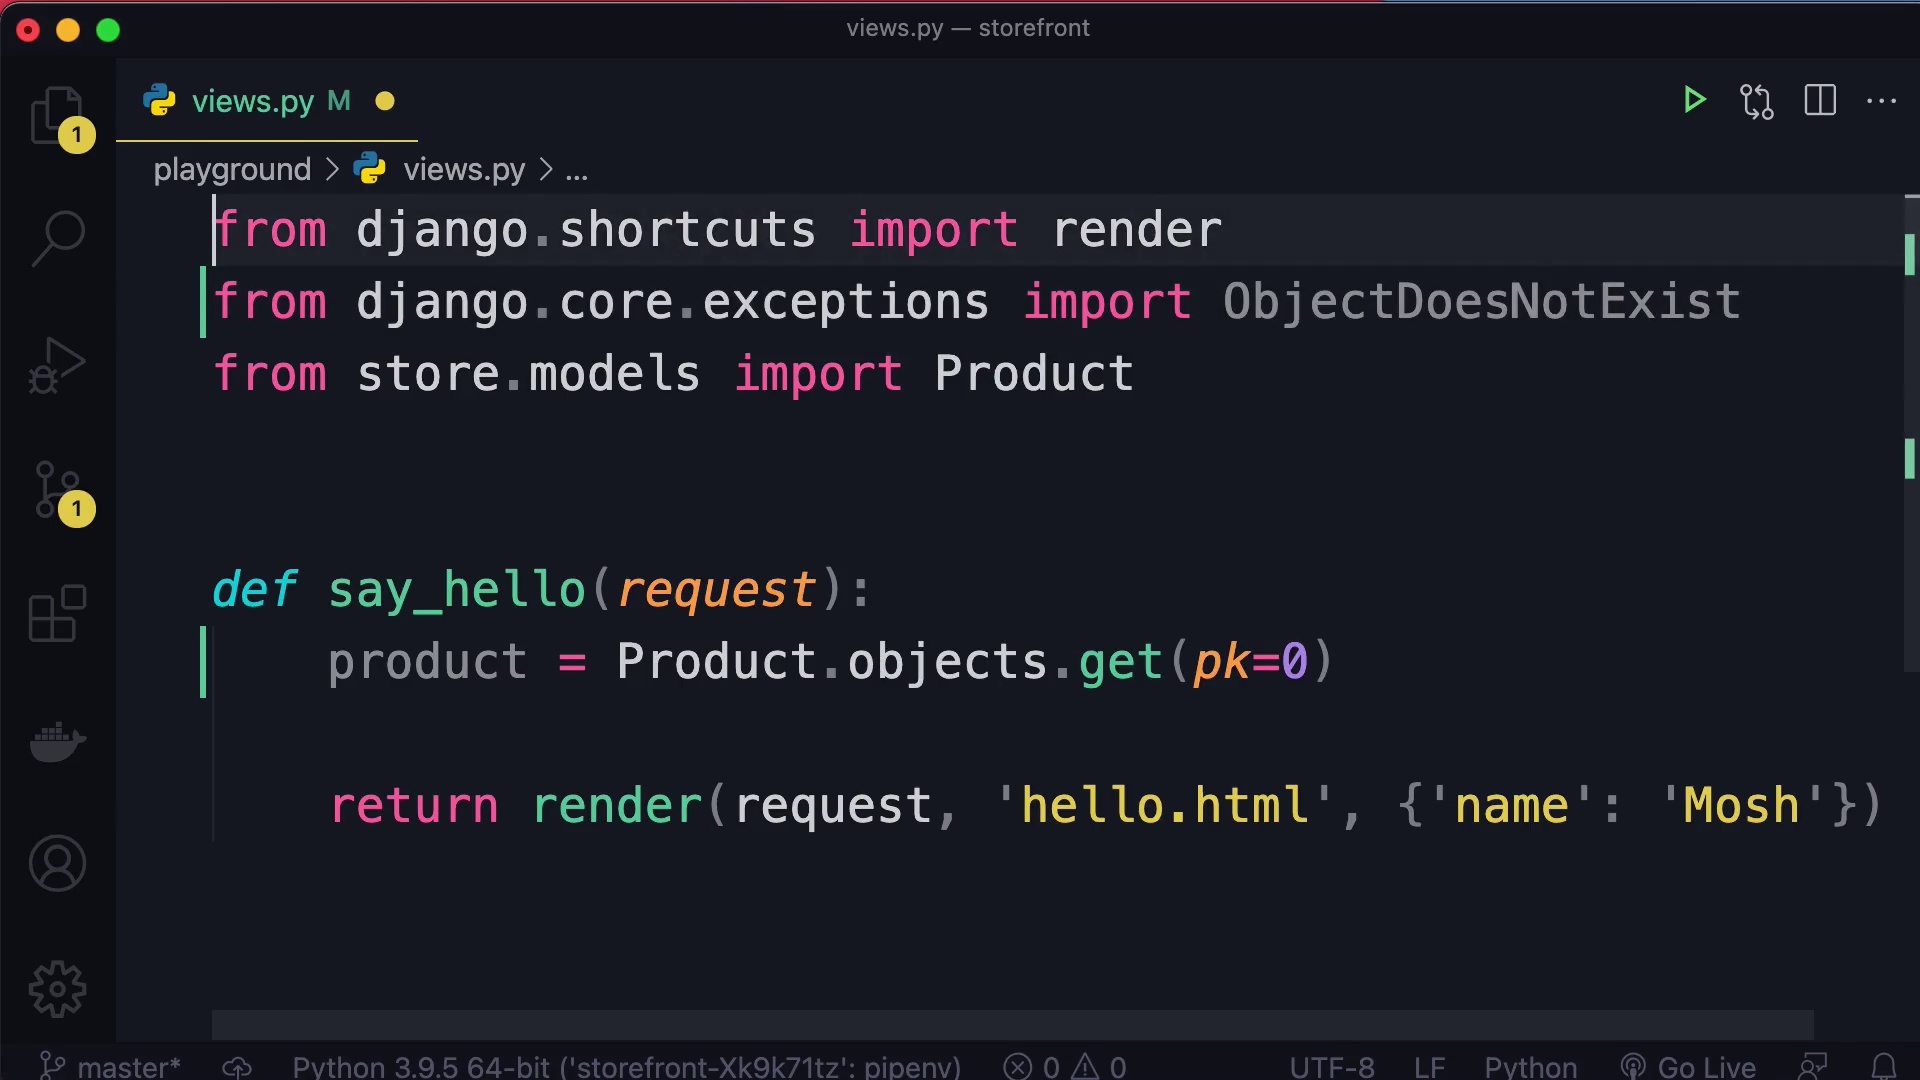 views.py — storefront
views.py M
1
playground > views.py > ...
from django.shortcuts import render
from django.core.exceptions import ObjectDoesNotExist
from store.models import Product
1
def say_hello(request):
product = Product.objects.get(pk=0)
return render(request, 'hello.html', {'name': 'Mosh'})
master* Python 3.9.5 64-bit ('storefront-Xk9k71tz': pipenv) 0 0 UTF-8 LF Python Go Live